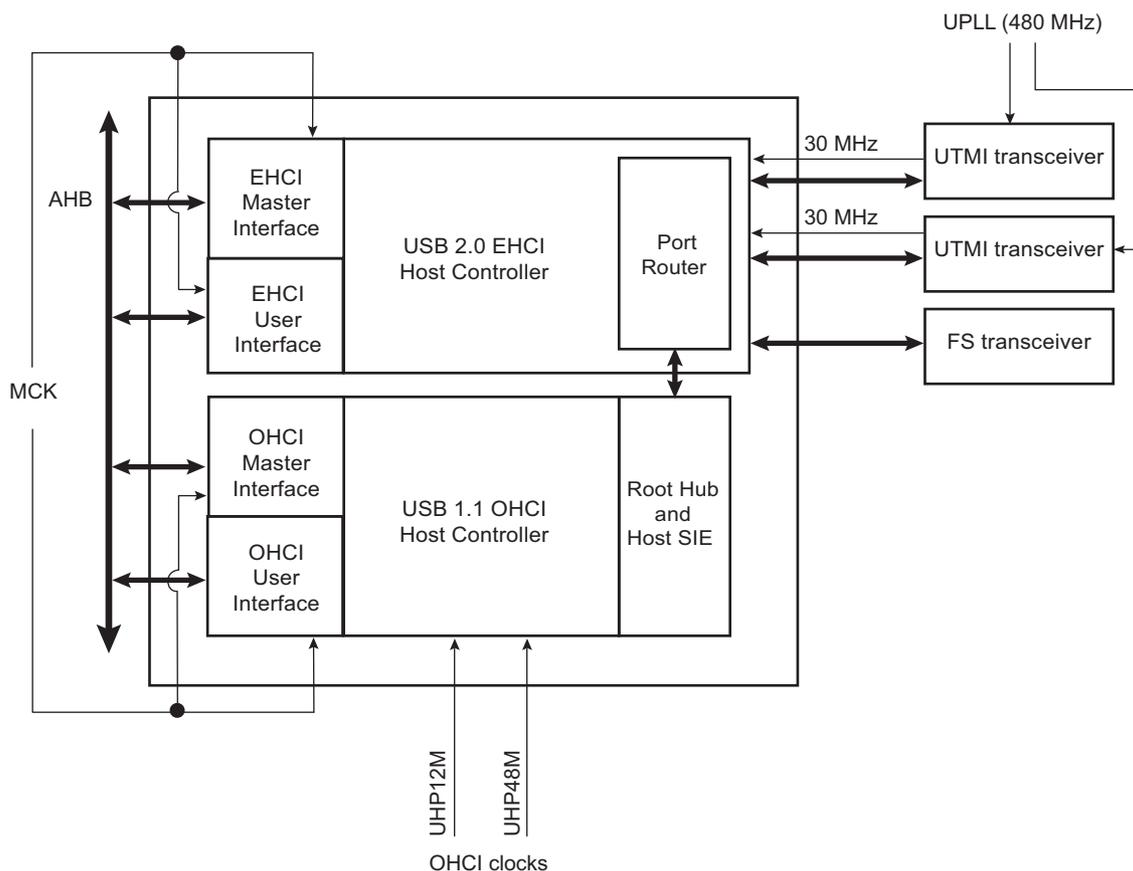 UPLL (480 MHz)
30 MHz
UTMI transceiver
EHCI
Master
Interface
AHB
USB 2.0 EHCI
Host Controller
Port
Router
30 MHz
UTMI transceiver
EHCI
User
Interface
FS transceiver
MCK
OHCI
Master
Interface
USB 1.1 OHCI
Host Controller
Root Hub
and
Host SIE
OHCI
User
Interface
UHP12M
UHP48M
OHCI clocks